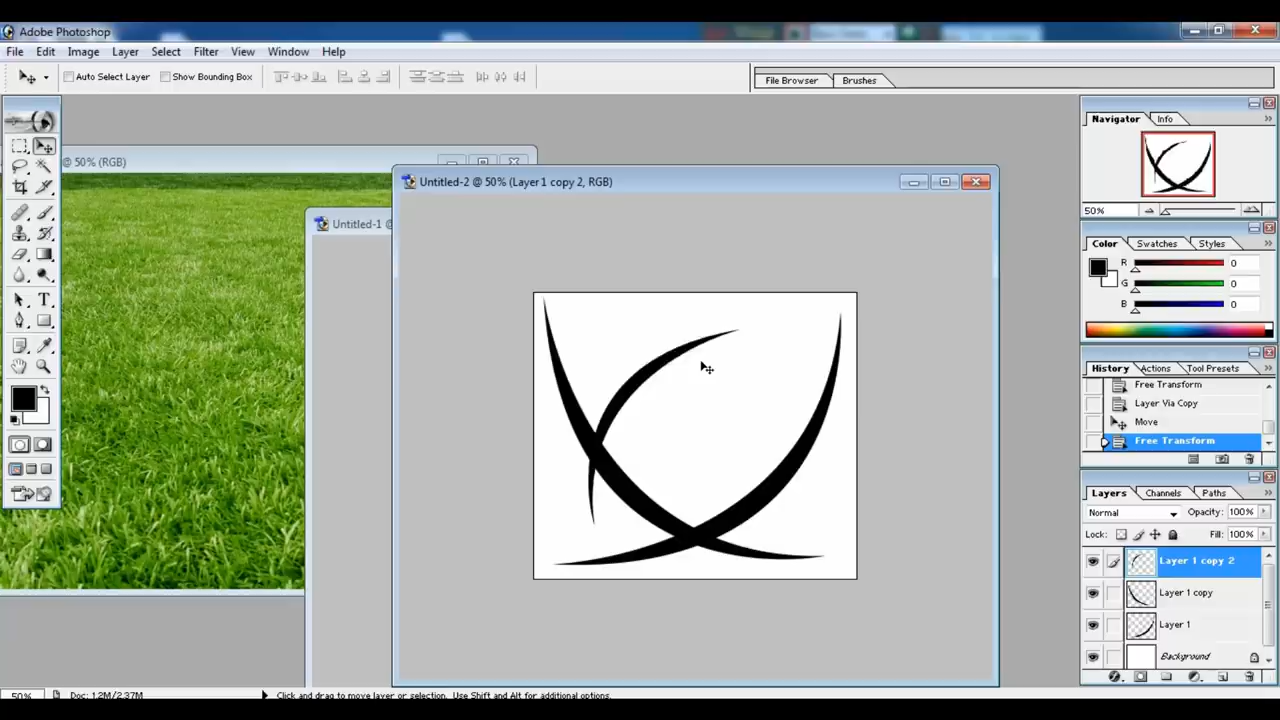 Adobe Photoshop
File Edit Image Layer Select Filter View Window Help
Auto Select Layer Show Bounding Box File Browser Brushes
Navigator Info
@ 50% (RGB)
Untitled-2 @ 50% (Layer 1 copy 2, RGB)
50%
Untitled-1 @
Color Swatches Styles
R 0
G 0
B 0
History Actions Tool Presets
Free Transform
Layer Via Copy
Move
Free Transform
Layers Channels Paths
Normal Opacity: 100%
Lock: Fill: 100%
Layer 1 copy 2
Layer 1 copy
Layer 1
Background
50% Doc: 1.2M/2.37M Click and drag to move layer or selection. Use Shift and Alt for additional options.